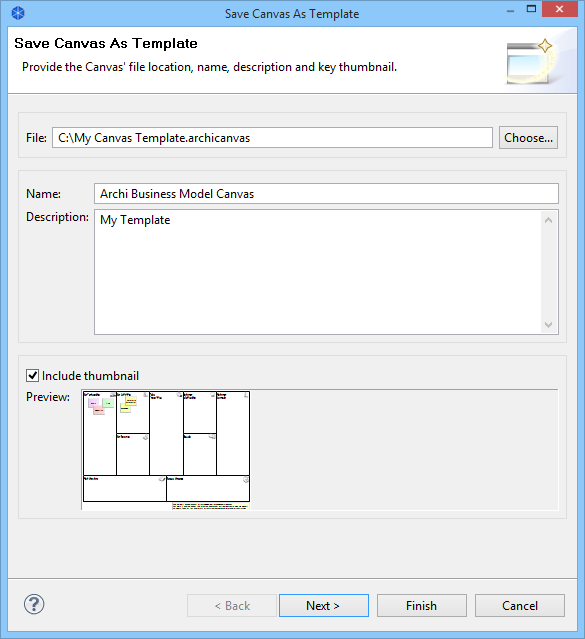 Save Canvas As Template
Save Canvas As Template
Provide the Canvas' file location, name, description and key thumbnail.
File: C:\My Canvas Template.archicanvas Choose...
Name: Archi Business Model Canvas
Description: My Template
Include thumbnail
Preview:
? < Back Next > Finish Cancel